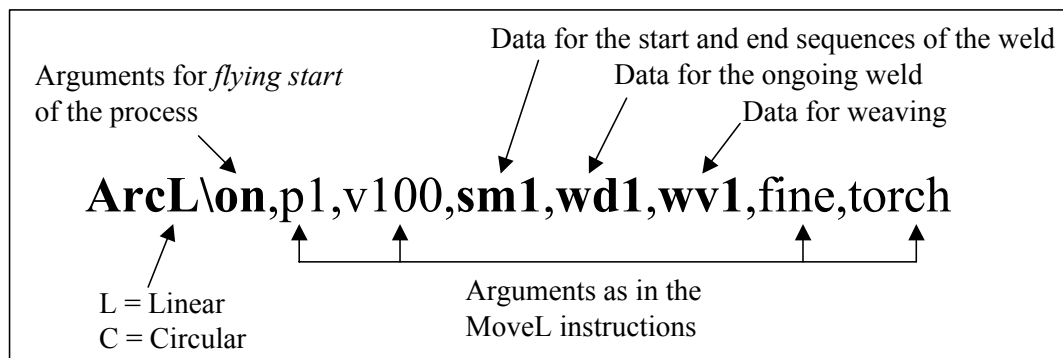 Data for the start and end sequences of the weld
Arguments for flying start
of the process
Data for the ongoing weld
Data for weaving
ArcL\on,p1,v100,sm1,wd1,wv1,fine,torch
L = Linear
C = Circular
Arguments as in the
MoveL instructions